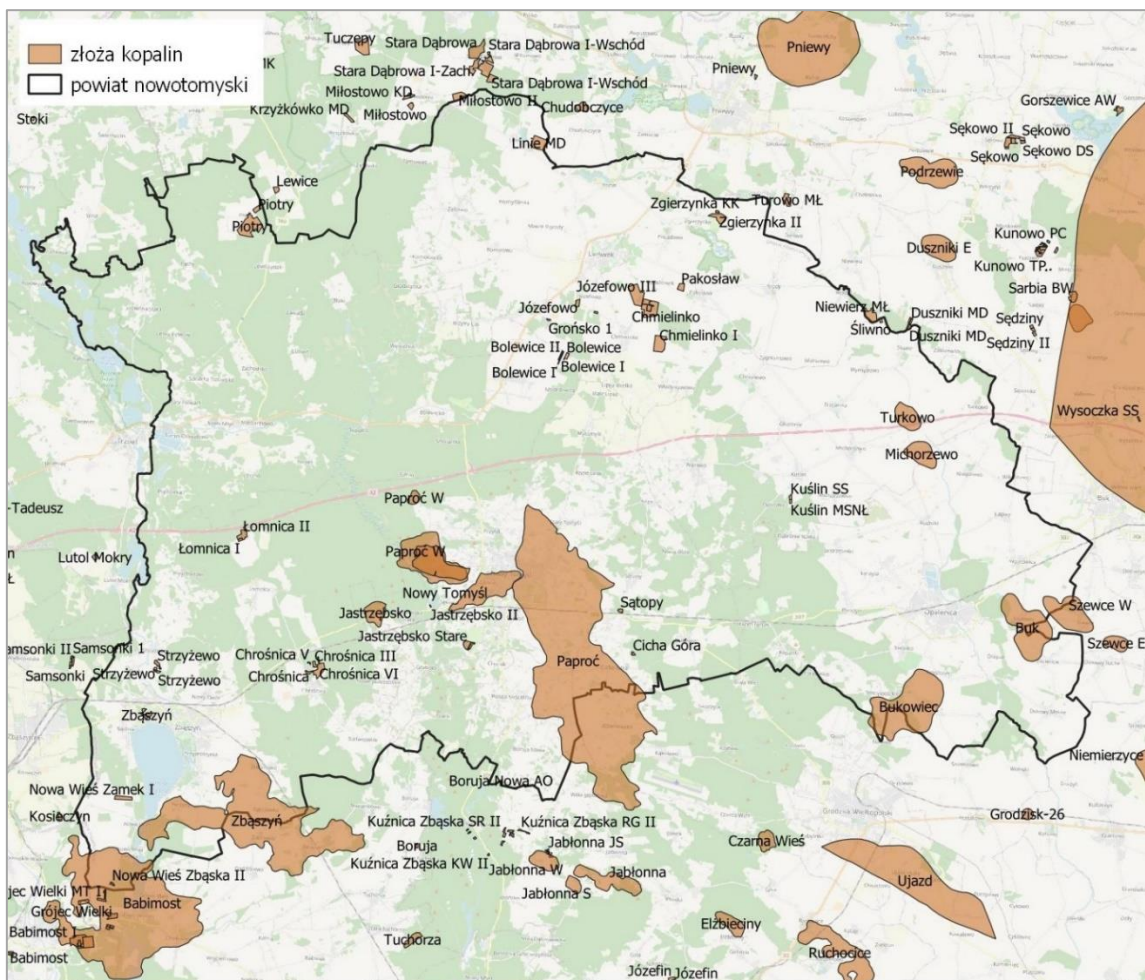 złoża kopalin
powiat nowotomyski
Tuczępy
Stara Dąbrowa
Stara Dąbrowa I-Wschód
Pniewy
Stara Dąbrowa I-Zach.
Pniewy
MK
Miłostowo KD
Stara Dąbrowa I-Wschód
Miłostowo II
Chudobczyce
Gorszewice AW
Krzyżkówko MD
Miłostowo
Stoki
Sękowo II
Sękowo
Linie MD
Sękowo
Sękowo DS
Podrzewie
Lewice
Piotry
Zgierzynka KK
Turowo MŁ
Piotry
Zgierzynka II
Kunowo PC
Duszniki E
Kunowo TP..
Józefowo III
Pakosław
Sarbia BW
Józefowo
Chmielinko
Niewierz MŁ
Duszniki MD
Sędziny
Grońsko 1
Śliwno
Duszniki MD
Sędziny II
Bolewice II
Bolewice
Chmielinko I
Bolewice I
Bolewice I
Wysoczka SS
Turkowo
Michorzewo
Paproć W
Kuślin SS
Kuślin MSNŁ
-Tadeusz
Łomnica II
Łomnica I
Lutol Mokry
Paproć W
Nowy Tomyśl
Jastrzębsko
Jastrzębsko II
Sątopy
Szewce W
Jastrzębsko Stare
Buk
Szewce E
amsonki II
Samsonki 1
Strzyżewo
Chrośnica V
Chrośnica III
Cicha Góra
Samsonki
Strzyżewo
Strzyżewo
Chrośnica
Chrośnica VI
Paproć
Zbąszyń
Bukowiec
Niemierzyce
Boruja Nowa AO
Nowa Wieś Zamek I
Kosieczyn
Zbąszyń
Kuźnica Zbąska SR II
Kuźnica Zbąska RG II
Grodzisk-26
Boruja
Jabłonna JS
Czarna Wieś
Kuźnica Zbąska KW II
Jabłonna W
Jabłonna
Nowa Wieś Zbąska II
Ujazd
jec Wielki MT I
Babimost
Jabłonna S
Grójec Wielki
Elżbieciny
Babimost I
Tuchorza
Ruchocice
Babimost
Józefin
Józefin